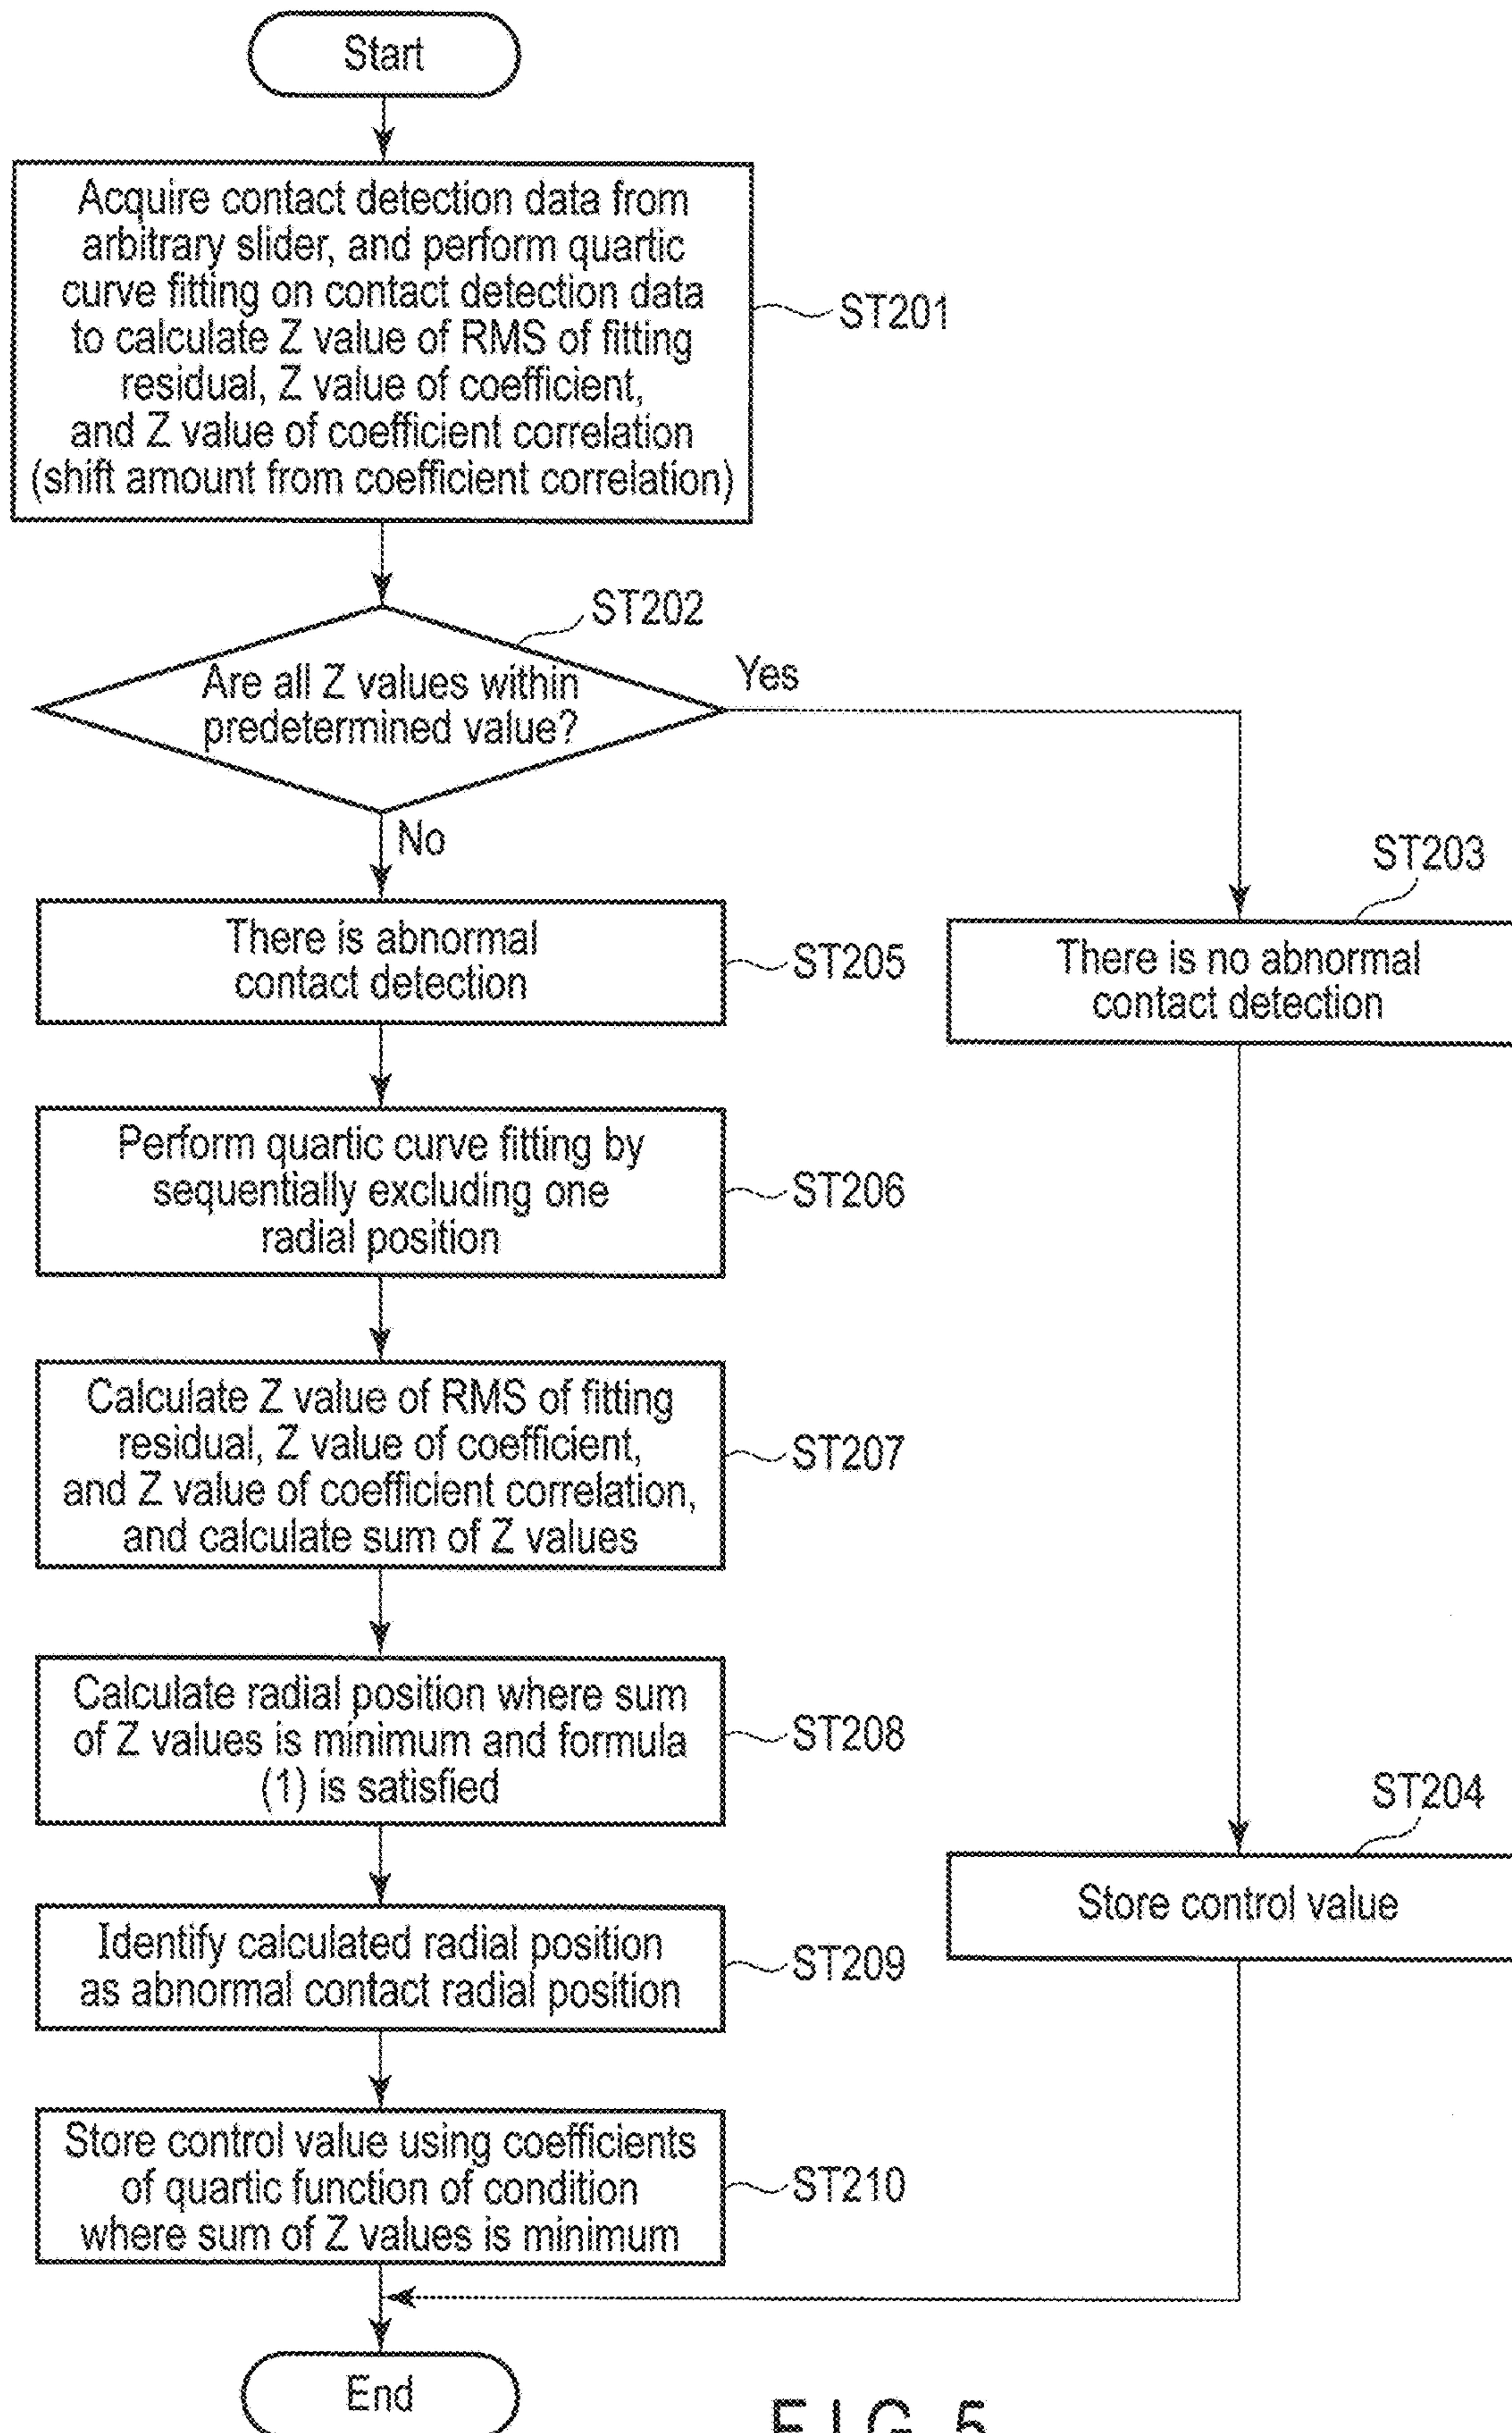 Start
Acquire contact detection data from
arbitrary slider, and perform quartic
curve fitting on contact detection data
to calculate Z value of RMS of fitting
residual, Z value of coefficient,
and Z value of coefficient correlation
(shift amount from coefficient correlation)
ST201
ST202
Are all Z values within
predetermined value?
Yes
No
ST203
There is no abnormal
contact detection
There is abnormal
contact detection
ST205
Perform quartic curve fitting by
sequentially excluding one
radial position
ST206
Calculate Z value of RMS of fitting
residual, Z value of coefficient,
and Z value of coefficient correlation,
and calculate sum of Z values
ST207
Calculate radial position where sum
of Z values is minimum and formula
(1) is satisfied
ST208
ST204
Store control value
Identify calculated radial position
as abnormal contact radial position
ST209
Store control value using coefficients
of quartic function of condition
where sum of Z values is minimum
ST210
End
FIG. 5